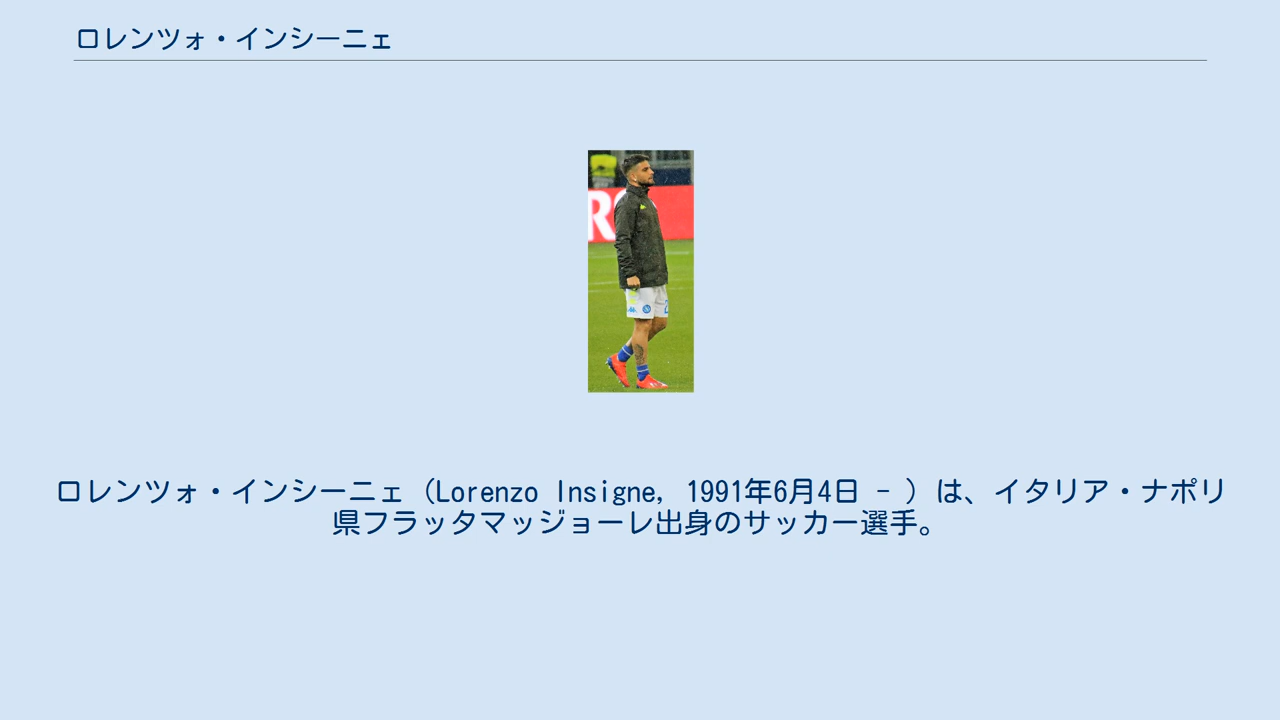 ロレンツォ・インシーニェ
R
ロレンツォ・インシーニェ（Lorenzo Insigne, 1991年6月4日 - ）は、イタリア・ナポリ
県フラッタマッジョーレ出身のサッカー選手。